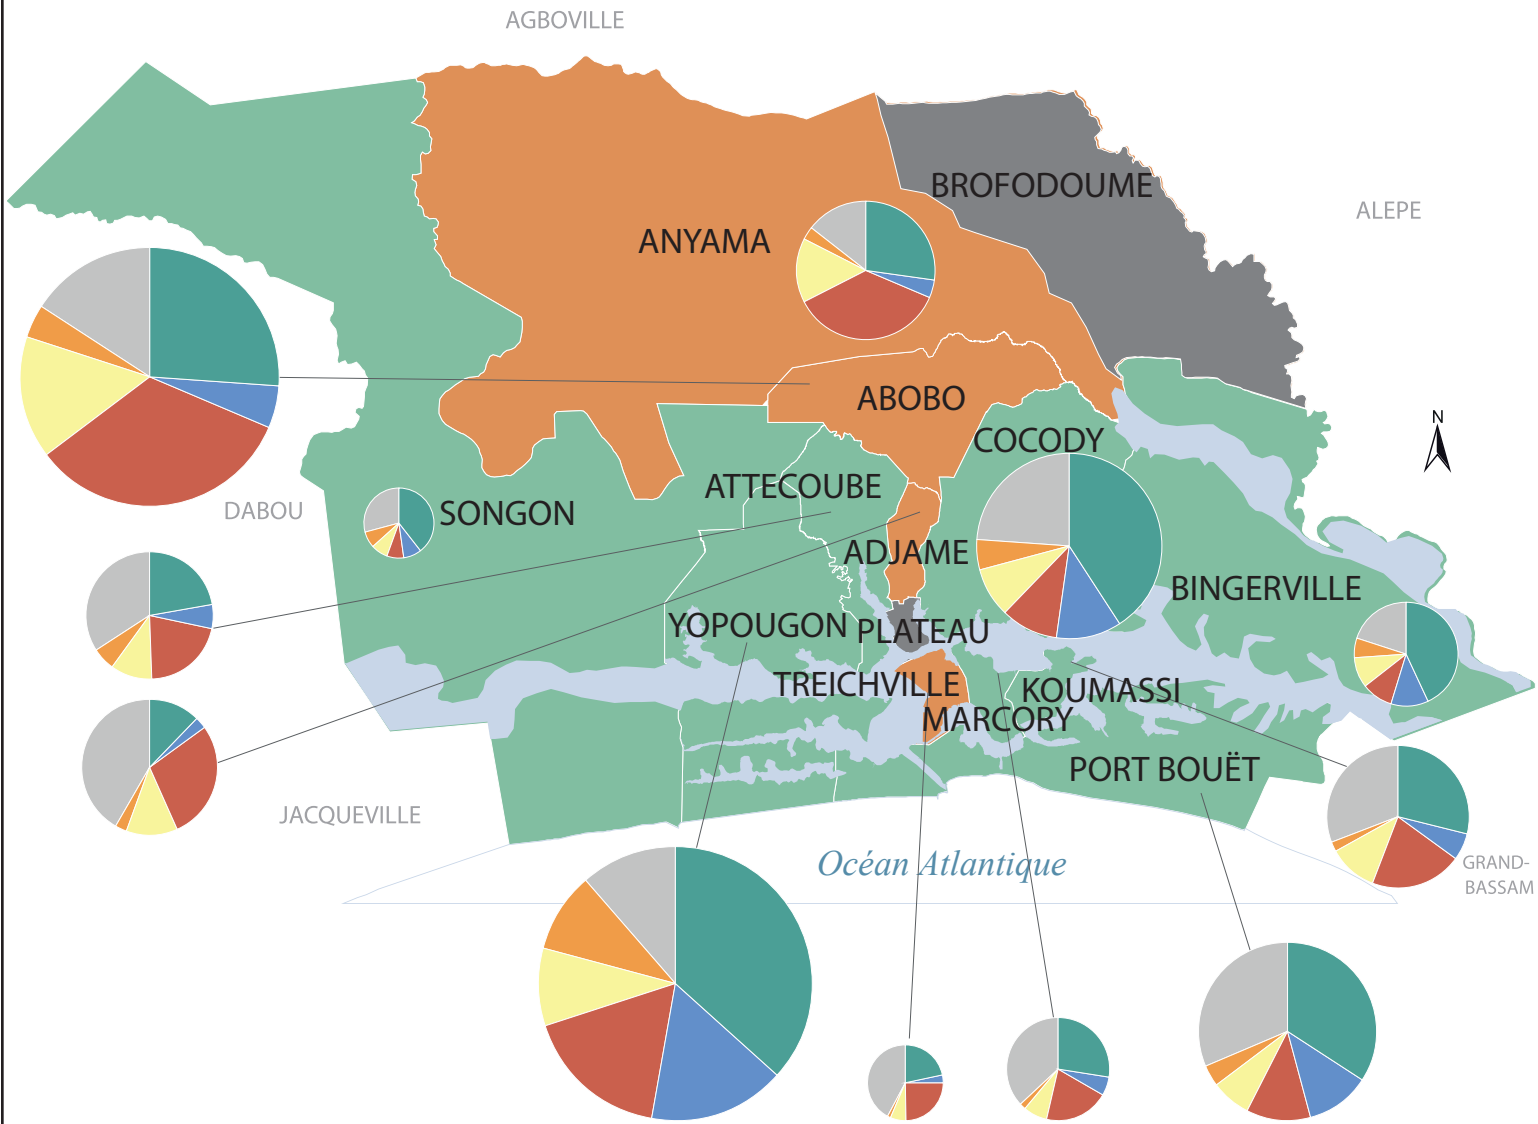 AGBOVILLE
BROFODOUME
ALEPE
ANYAMA
ABOBO
N
COCODY
ATTECOUBE
DABOU
SONGON
ADJAME
BINGERVILLE
YOPOUGON
PLATEAU
TREICHVILLE
KOUMASSI
MARCORY
PORT BOUËT
JACQUEVILLE
Océan Atlantique
GRAND-
BASSAM